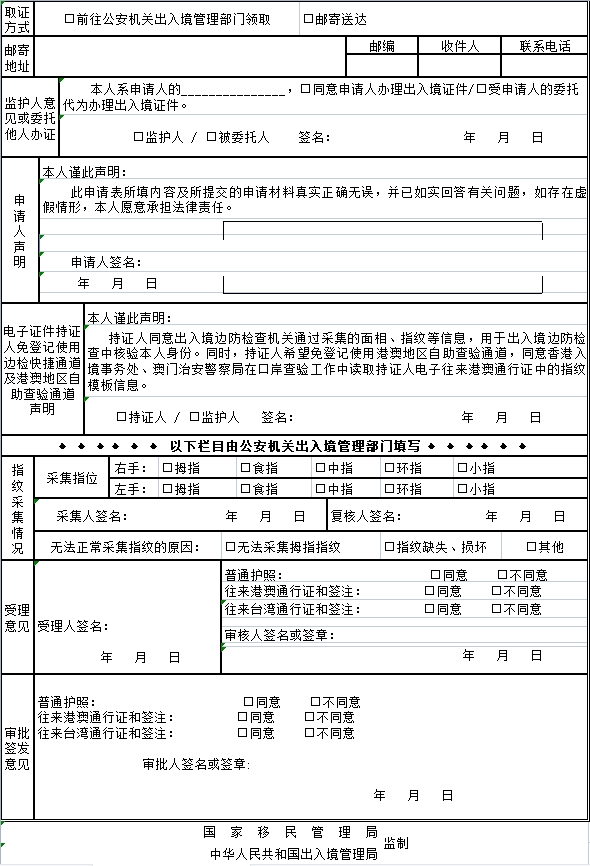 取证方式
□前往公安机关出入境管理部门领取 □邮寄送达
邮寄地址
邮编 收件人 联系电话
监护人意见或委托他人办证
本人系申请人的_______________，□同意申请人办理出入境证件/□受申请人的委托
代为办理出入境证件。
□监护人 / □被委托人 签名： 年 月 日
申请人声明
本人谨此声明：
此申请表所填内容及所提交的申请材料真实正确无误，并已如实回答有关问题，如存在虚
假情形，本人愿意承担法律责任。
申请人签名：
年 月 日
电子证件持证人免登记使用边检快捷通道及港澳地区自助查验通道声明
本人谨此声明：
持证人同意出入境边防检查机关通过采集的面相、指纹等信息，用于出入境边防检
查中核验本人身份。同时，持证人希望免登记使用港澳地区自助查验通道，同意香港入
境事务处、澳门治安警察局在口岸查验工作中读取持证人电子往来港澳通行证中的指纹
模板信息。
□持证人 / □监护人 签名： 年 月 日
◆ ◆ ◆ ◆ ◆ ◆ 以下栏目由公安机关出入境管理部门填写 ◆ ◆ ◆ ◆ ◆ ◆
指纹采集情况
采集指位
右手： □拇指 □食指 □中指 □环指 □小指
左手： □拇指 □食指 □中指 □环指 □小指
采集人签名： 年 月 日 复核人签名： 年 月 日
无法正常采集指纹的原因： □无法采集拇指指纹 □指纹缺失、损坏 □其他
受理意见
受理人签名：
年 月 日
普通护照： □同意 □不同意
往来港澳通行证和签注： □同意 □不同意
往来台湾通行证和签注： □同意 □不同意
审核人签名或签章：
年 月 日
审批签发意见
普通护照： □同意 □不同意
往来港澳通行证和签注： □同意 □不同意
往来台湾通行证和签注： □同意 □不同意
审批人签名或签章:
年 月 日
国家移民管理局
中华人民共和国出入境管理局
监制